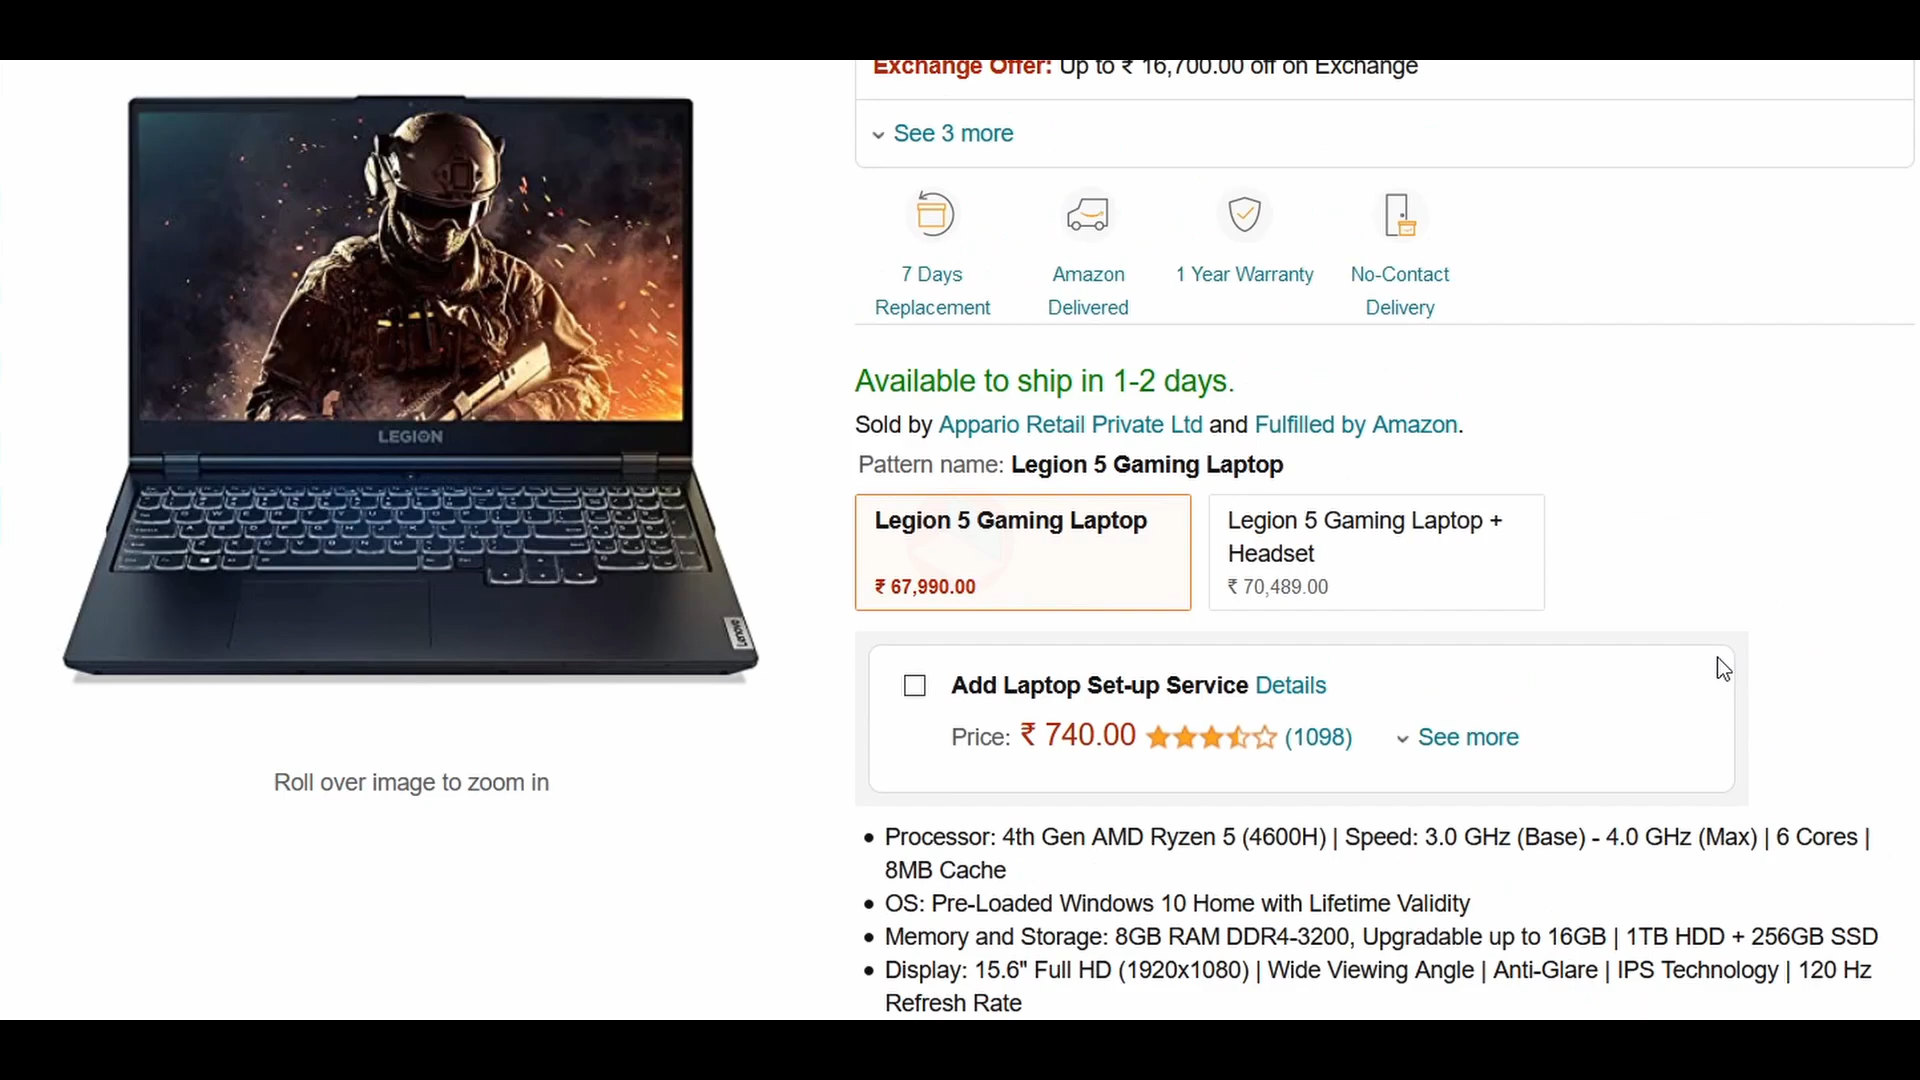 Exchange Offer: Up to ₹ 16,700.00 off on Exchange
See 3 more
7 Days
Replacement
Amazon
Delivered
1 Year Warranty
No-Contact
Delivery
Available to ship in 1-2 days.
Sold by Appario Retail Private Ltd and Fulfilled by Amazon.
Pattern name: Legion 5 Gaming Laptop
Legion 5 Gaming Laptop
₹ 67,990.00
Legion 5 Gaming Laptop +
Headset
₹ 70,489.00
Add Laptop Set-up Service Details
Price: ₹ 740.00 (1098) See more
Processor: 4th Gen AMD Ryzen 5 (4600H) | Speed: 3.0 GHz (Base) - 4.0 GHz (Max) | 6 Cores |
8MB Cache
OS: Pre-Loaded Windows 10 Home with Lifetime Validity
Memory and Storage: 8GB RAM DDR4-3200, Upgradable up to 16GB | 1TB HDD + 256GB SSD
Display: 15.6" Full HD (1920x1080) | Wide Viewing Angle | Anti-Glare | IPS Technology | 120 Hz
Refresh Rate
LEGION
Lenovo
Roll over image to zoom in